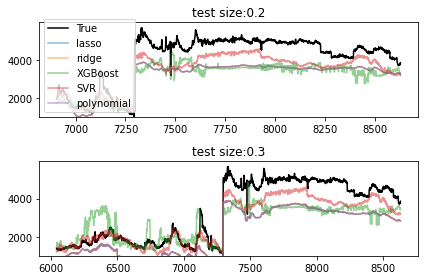 test size:0.2
True
lasso
ridge
XGBoost
SVR
polynomial
4000
2000
7000 7250 7500 7750 8000 8250 8500
test size:0.3
4000
2000
6000 6500 7000 7500 8000 8500